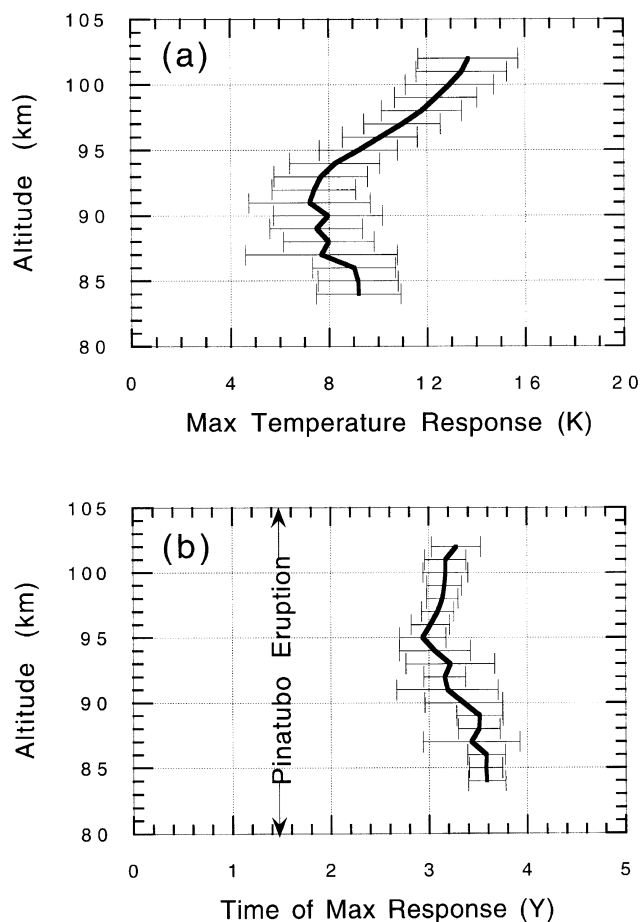 (a)
105
100
95
90
85
80
Altitude (km)
0 4 8 12 16 20
Max Temperature Response (K)
(b)
105
100
95
90
85
80
Altitude (km)
Pinatubo Eruption
0 1 2 3 4 5
Time of Max Response (Y)